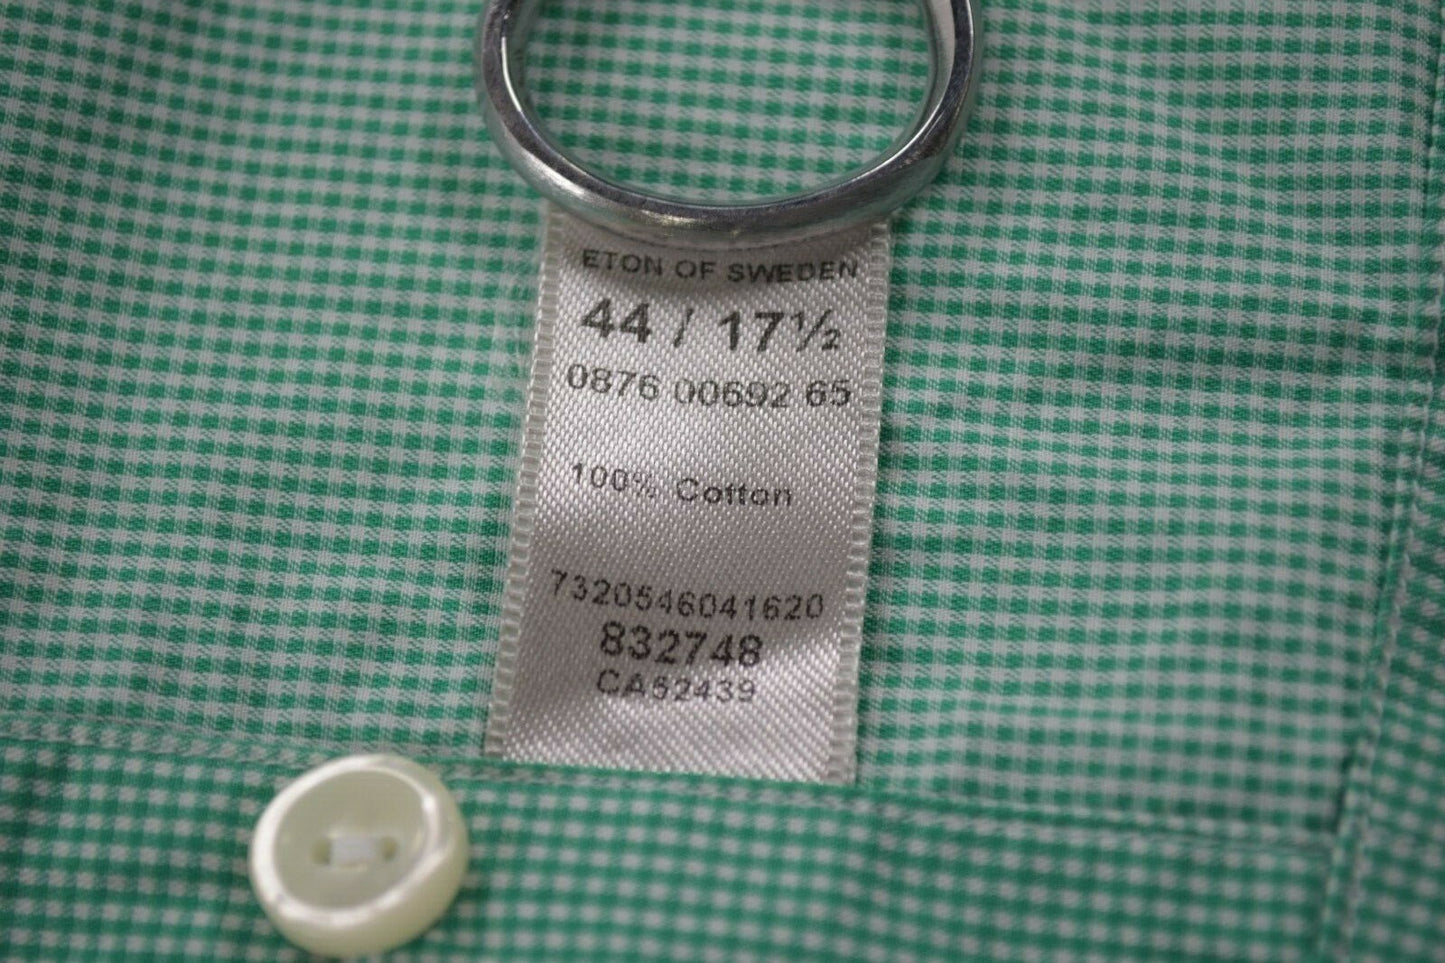 ETON OF SWEDEN
44 / 17½
0876 00692 65
100% Cotton
7320546041620
832748
CA52439